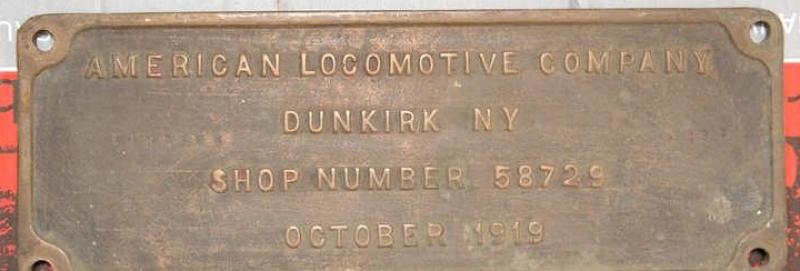 AMERICAN LOCOMOTIVE COMPANY
DUNKIRK NY
SHOP NUMBER 58729
OCTOBER 1919